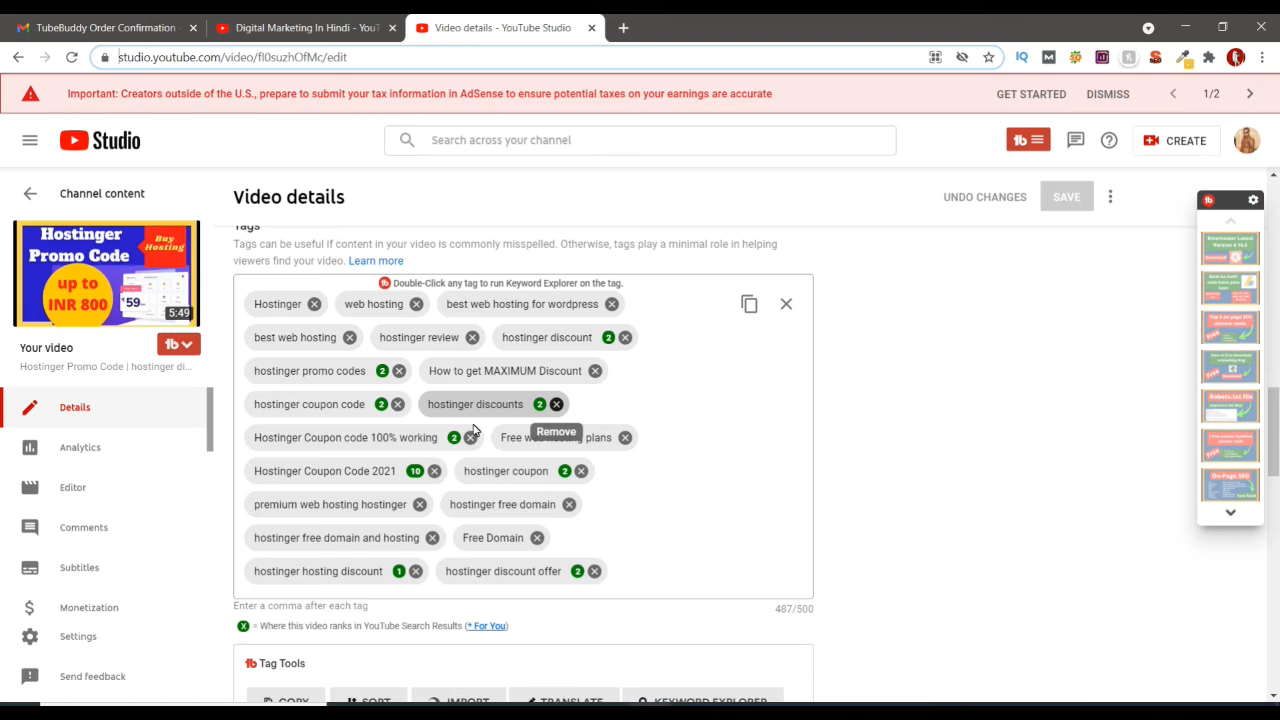 TubeBuddy Order Confirmation -
Digital Marketing In Hindi - YouT
Video details - YouTube Studio
studio.youtube.com/video/fl0suzhOfMc/edit
Important: Creators outside of the U.S., prepare to submit your tax information in AdSense to ensure potential taxes on your earnings are accurate
GET STARTED
DISMISS
1/2
Studio
Search across your channel
CREATE
Channel content
Video details
UNDO CHANGES
SAVE
Hostinger
Promo Code
Buy
Hosting
up to
INR 800
59
5:49
Your video
Hostinger Promo Code | hostinger di...
Details
Analytics
Editor
Comments
Subtitles
Monetization
Settings
Send feedback
Tags
Tags can be useful if content in your video is commonly misspelled. Otherwise, tags play a minimal role in helping
viewers find your video. Learn more
Double-Click any tag to run Keyword Explorer on the tag.
Hostinger
web hosting
best web hosting for wordpress
best web hosting
hostinger review
hostinger discount 2
hostinger promo codes 2
How to get MAXIMUM Discount
hostinger coupon code 2
hostinger discounts 2
Remove
Hostinger Coupon code 100% working 2
Free web hosting plans
Hostinger Coupon Code 2021 10
hostinger coupon 2
premium web hosting hostinger
hostinger free domain
hostinger free domain and hosting
Free Domain
hostinger hosting discount 1
hostinger discount offer 2
Enter a comma after each tag
487/500
X = Where this video ranks in YouTube Search Results (* For You)
Tag Tools
COPY
SORT
IMPORT
TRANSLATE
KEYWORD EXPLORER